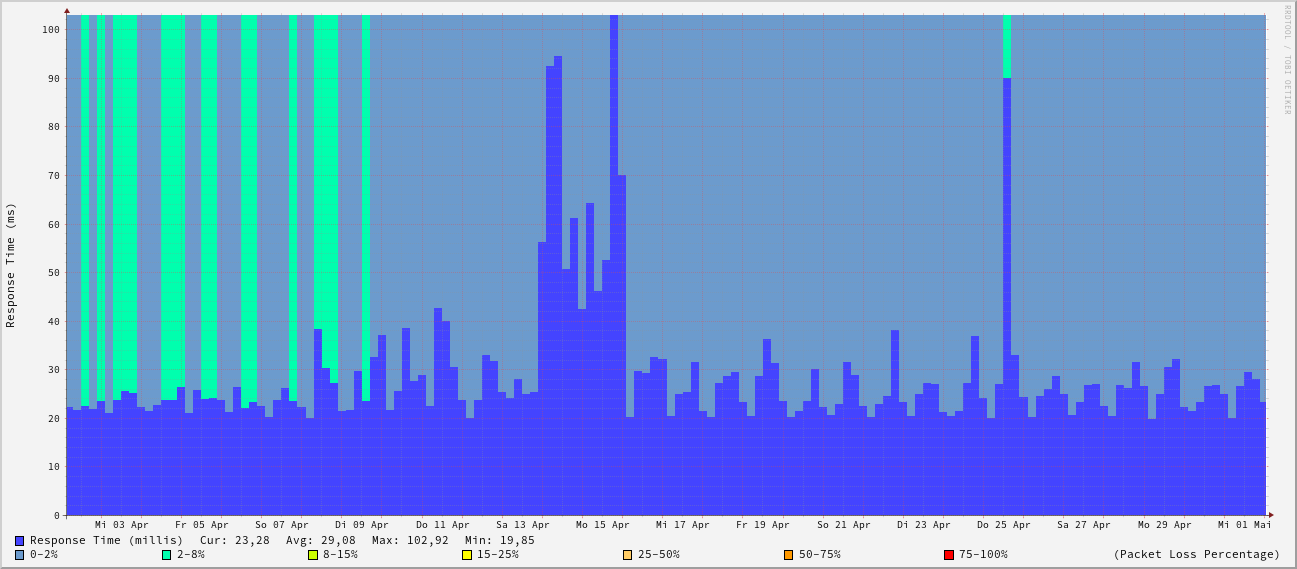 RRDTOOL / TOBI OETIKER
Response Time (ms)
100
90
80
70
60
50
40
30
20
10
0
Mi 03 Apr Fr 05 Apr So 07 Apr Di 09 Apr Do 11 Apr Sa 13 Apr Mo 15 Apr Mi 17 Apr Fr 19 Apr So 21 Apr Di 23 Apr Do 25 Apr Sa 27 Apr Mo 29 Apr Mi 01 Mai
Response Time (millis) Cur: 23,28 Avg: 29,08 Max: 102,92 Min: 19,85
0-2% 2-8% 8-15% 15-25% 25-50% 50-75% 75-100% (Packet Loss Percentage)